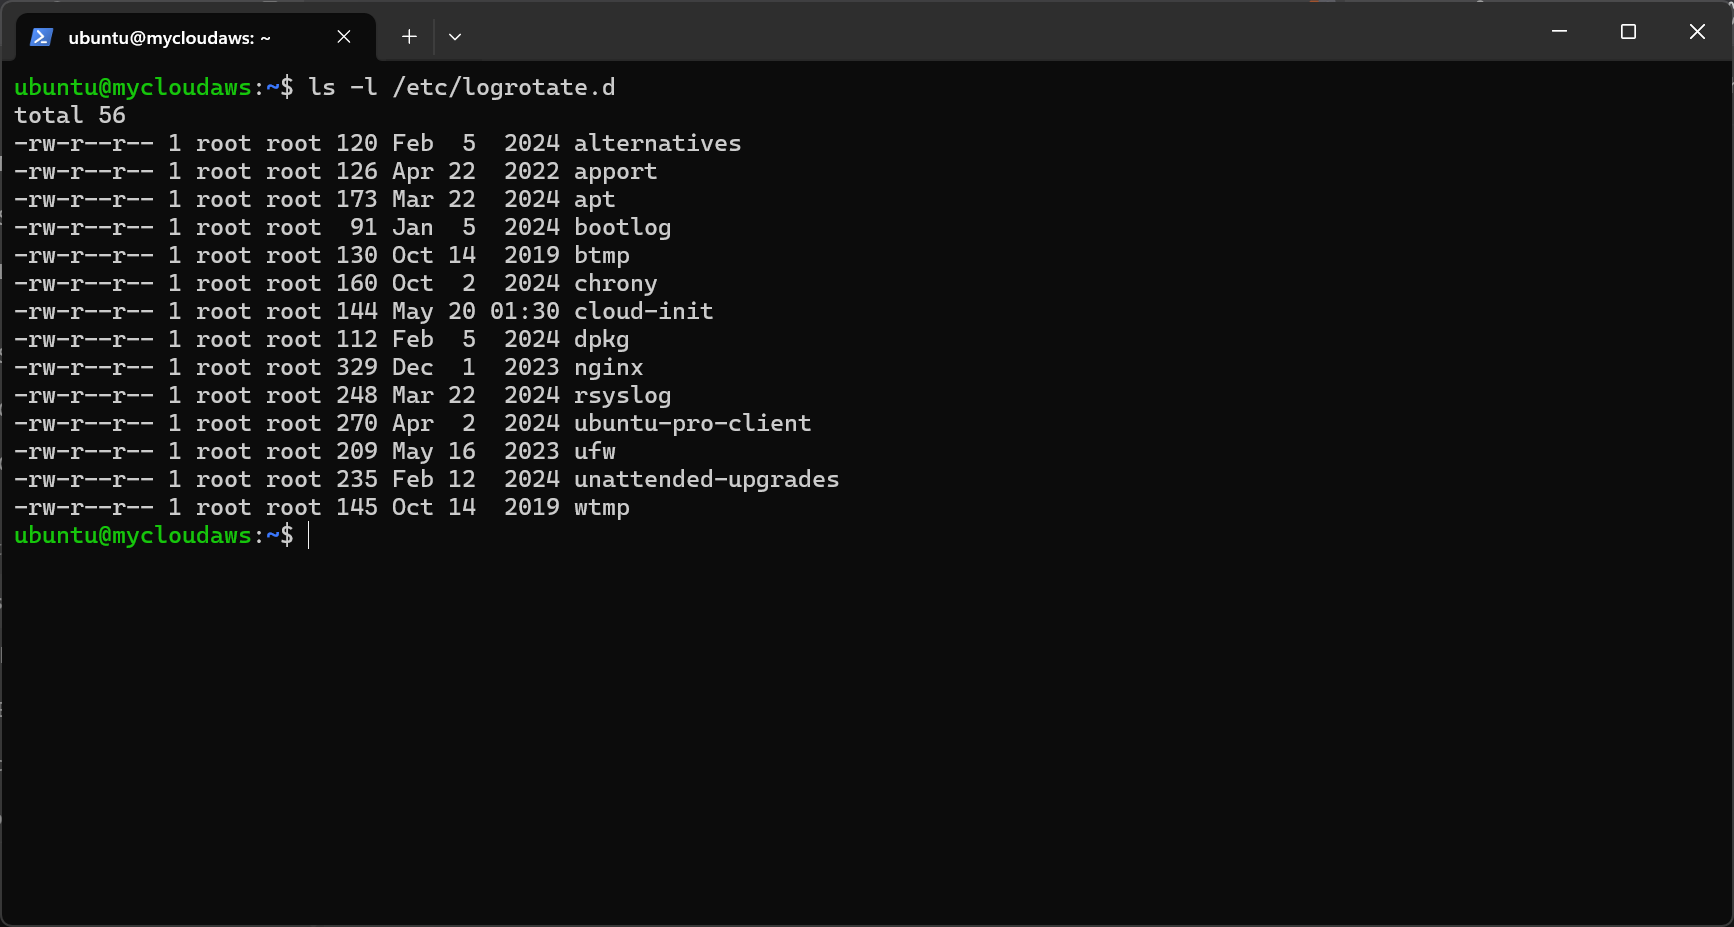 ubuntu@mycloudaws: ~
ubuntu@mycloudaws:~$ ls -l /etc/logrotate.d
total 56
-rw-r--r-- 1 root root 120 Feb  5  2024 alternatives
-rw-r--r-- 1 root root 126 Apr 22  2022 apport
-rw-r--r-- 1 root root 173 Mar 22  2024 apt
-rw-r--r-- 1 root root  91 Jan  5  2024 bootlog
-rw-r--r-- 1 root root 130 Oct 14  2019 btmp
-rw-r--r-- 1 root root 160 Oct  2  2024 chrony
-rw-r--r-- 1 root root 144 May 20 01:30 cloud-init
-rw-r--r-- 1 root root 112 Feb  5  2024 dpkg
-rw-r--r-- 1 root root 329 Dec  1  2023 nginx
-rw-r--r-- 1 root root 248 Mar 22  2024 rsyslog
-rw-r--r-- 1 root root 270 Apr  2  2024 ubuntu-pro-client
-rw-r--r-- 1 root root 209 May 16  2023 ufw
-rw-r--r-- 1 root root 235 Feb 12  2024 unattended-upgrades
-rw-r--r-- 1 root root 145 Oct 14  2019 wtmp
ubuntu@mycloudaws:~$